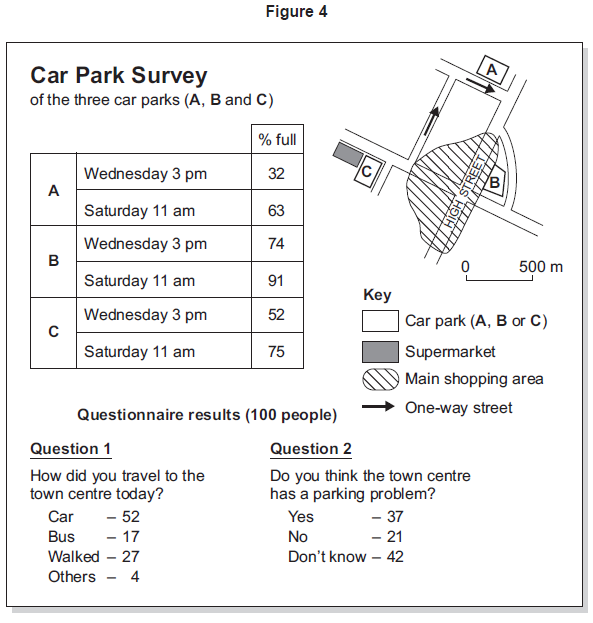 Figure 4
Car Park Survey
of the three car parks (A, B and C)
% full
A
Wednesday 3 pm 32
Saturday 11 am 63
B
Wednesday 3 pm 74
Saturday 11 am 91
C
Wednesday 3 pm 52
Saturday 11 am 75
A
C
B
HIGH STREET
0 500 m
Key
Car park (A, B or C)
Supermarket
Main shopping area
One-way street
Questionnaire results (100 people)
Question 1
How did you travel to the
town centre today?
Car – 52
Bus – 17
Walked – 27
Others – 4
Question 2
Do you think the town centre
has a parking problem?
Yes – 37
No – 21
Don't know – 42